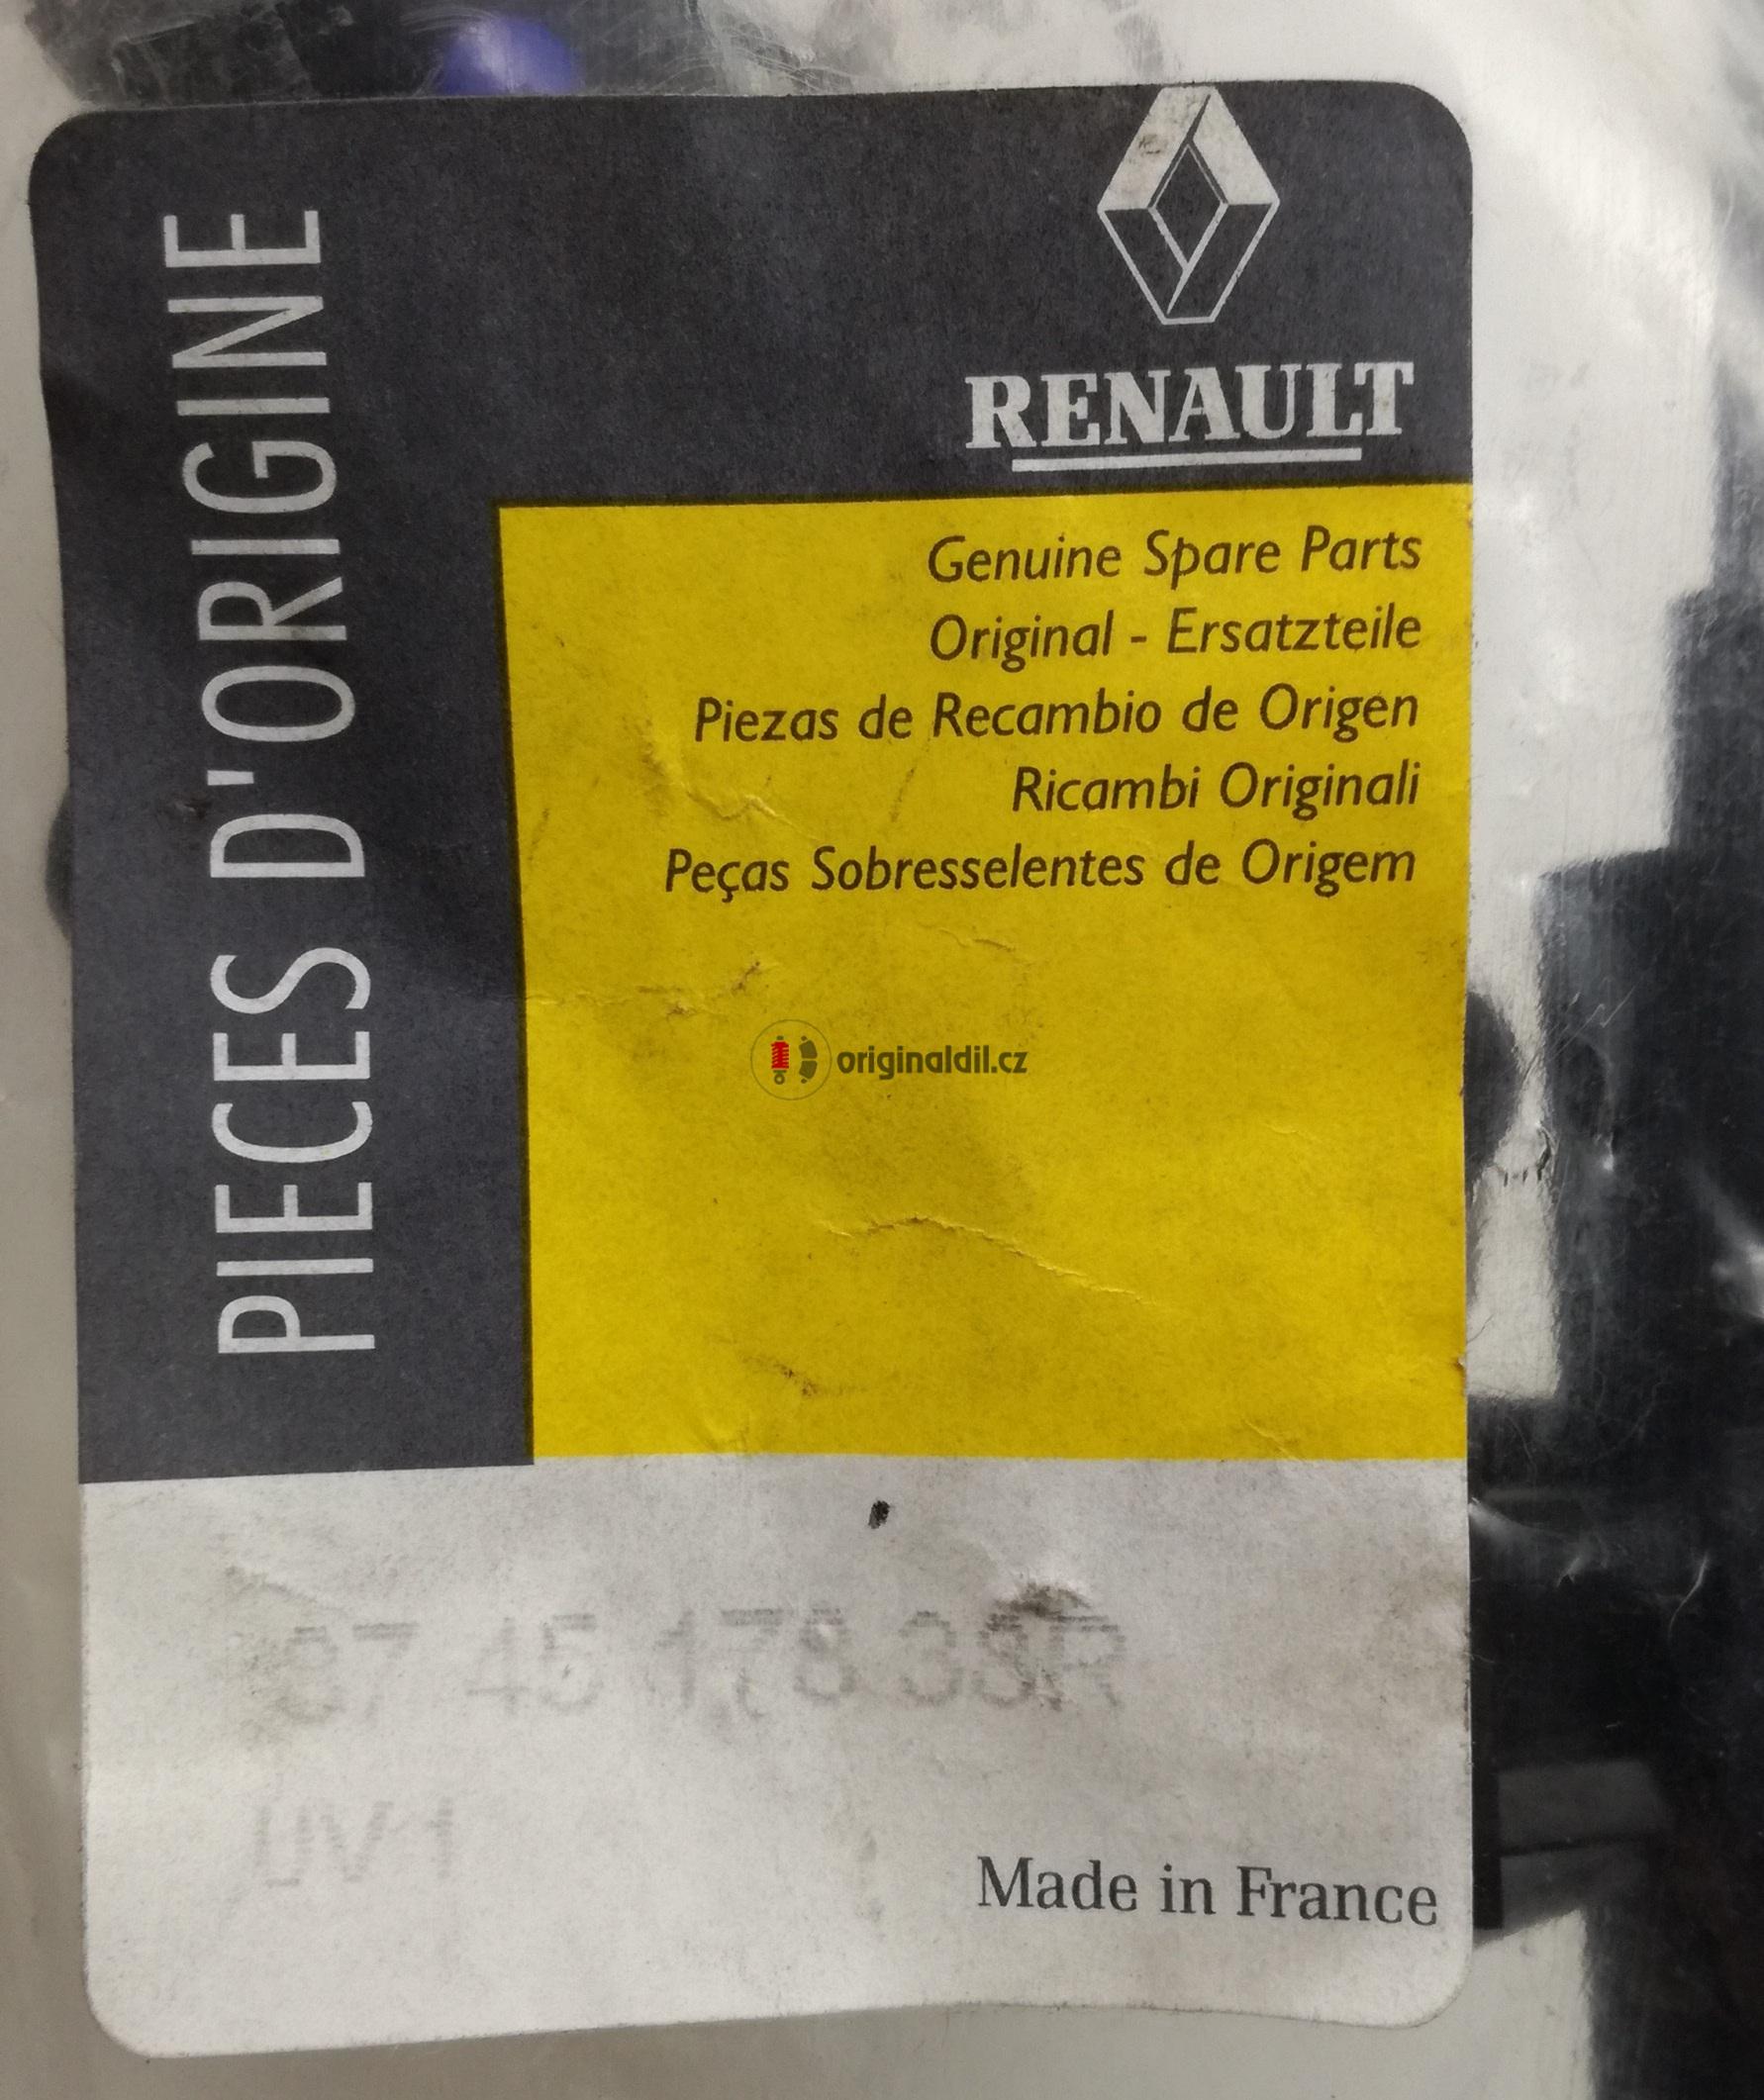 PIECES D'ORIGINE
RENAULT
Genuine Spare Parts
Original - Ersatzteile
Piezas de Recambio de Origen
Ricambi Originali
Peças Sobresselentes de Origem
originaldil.cz
Made in France